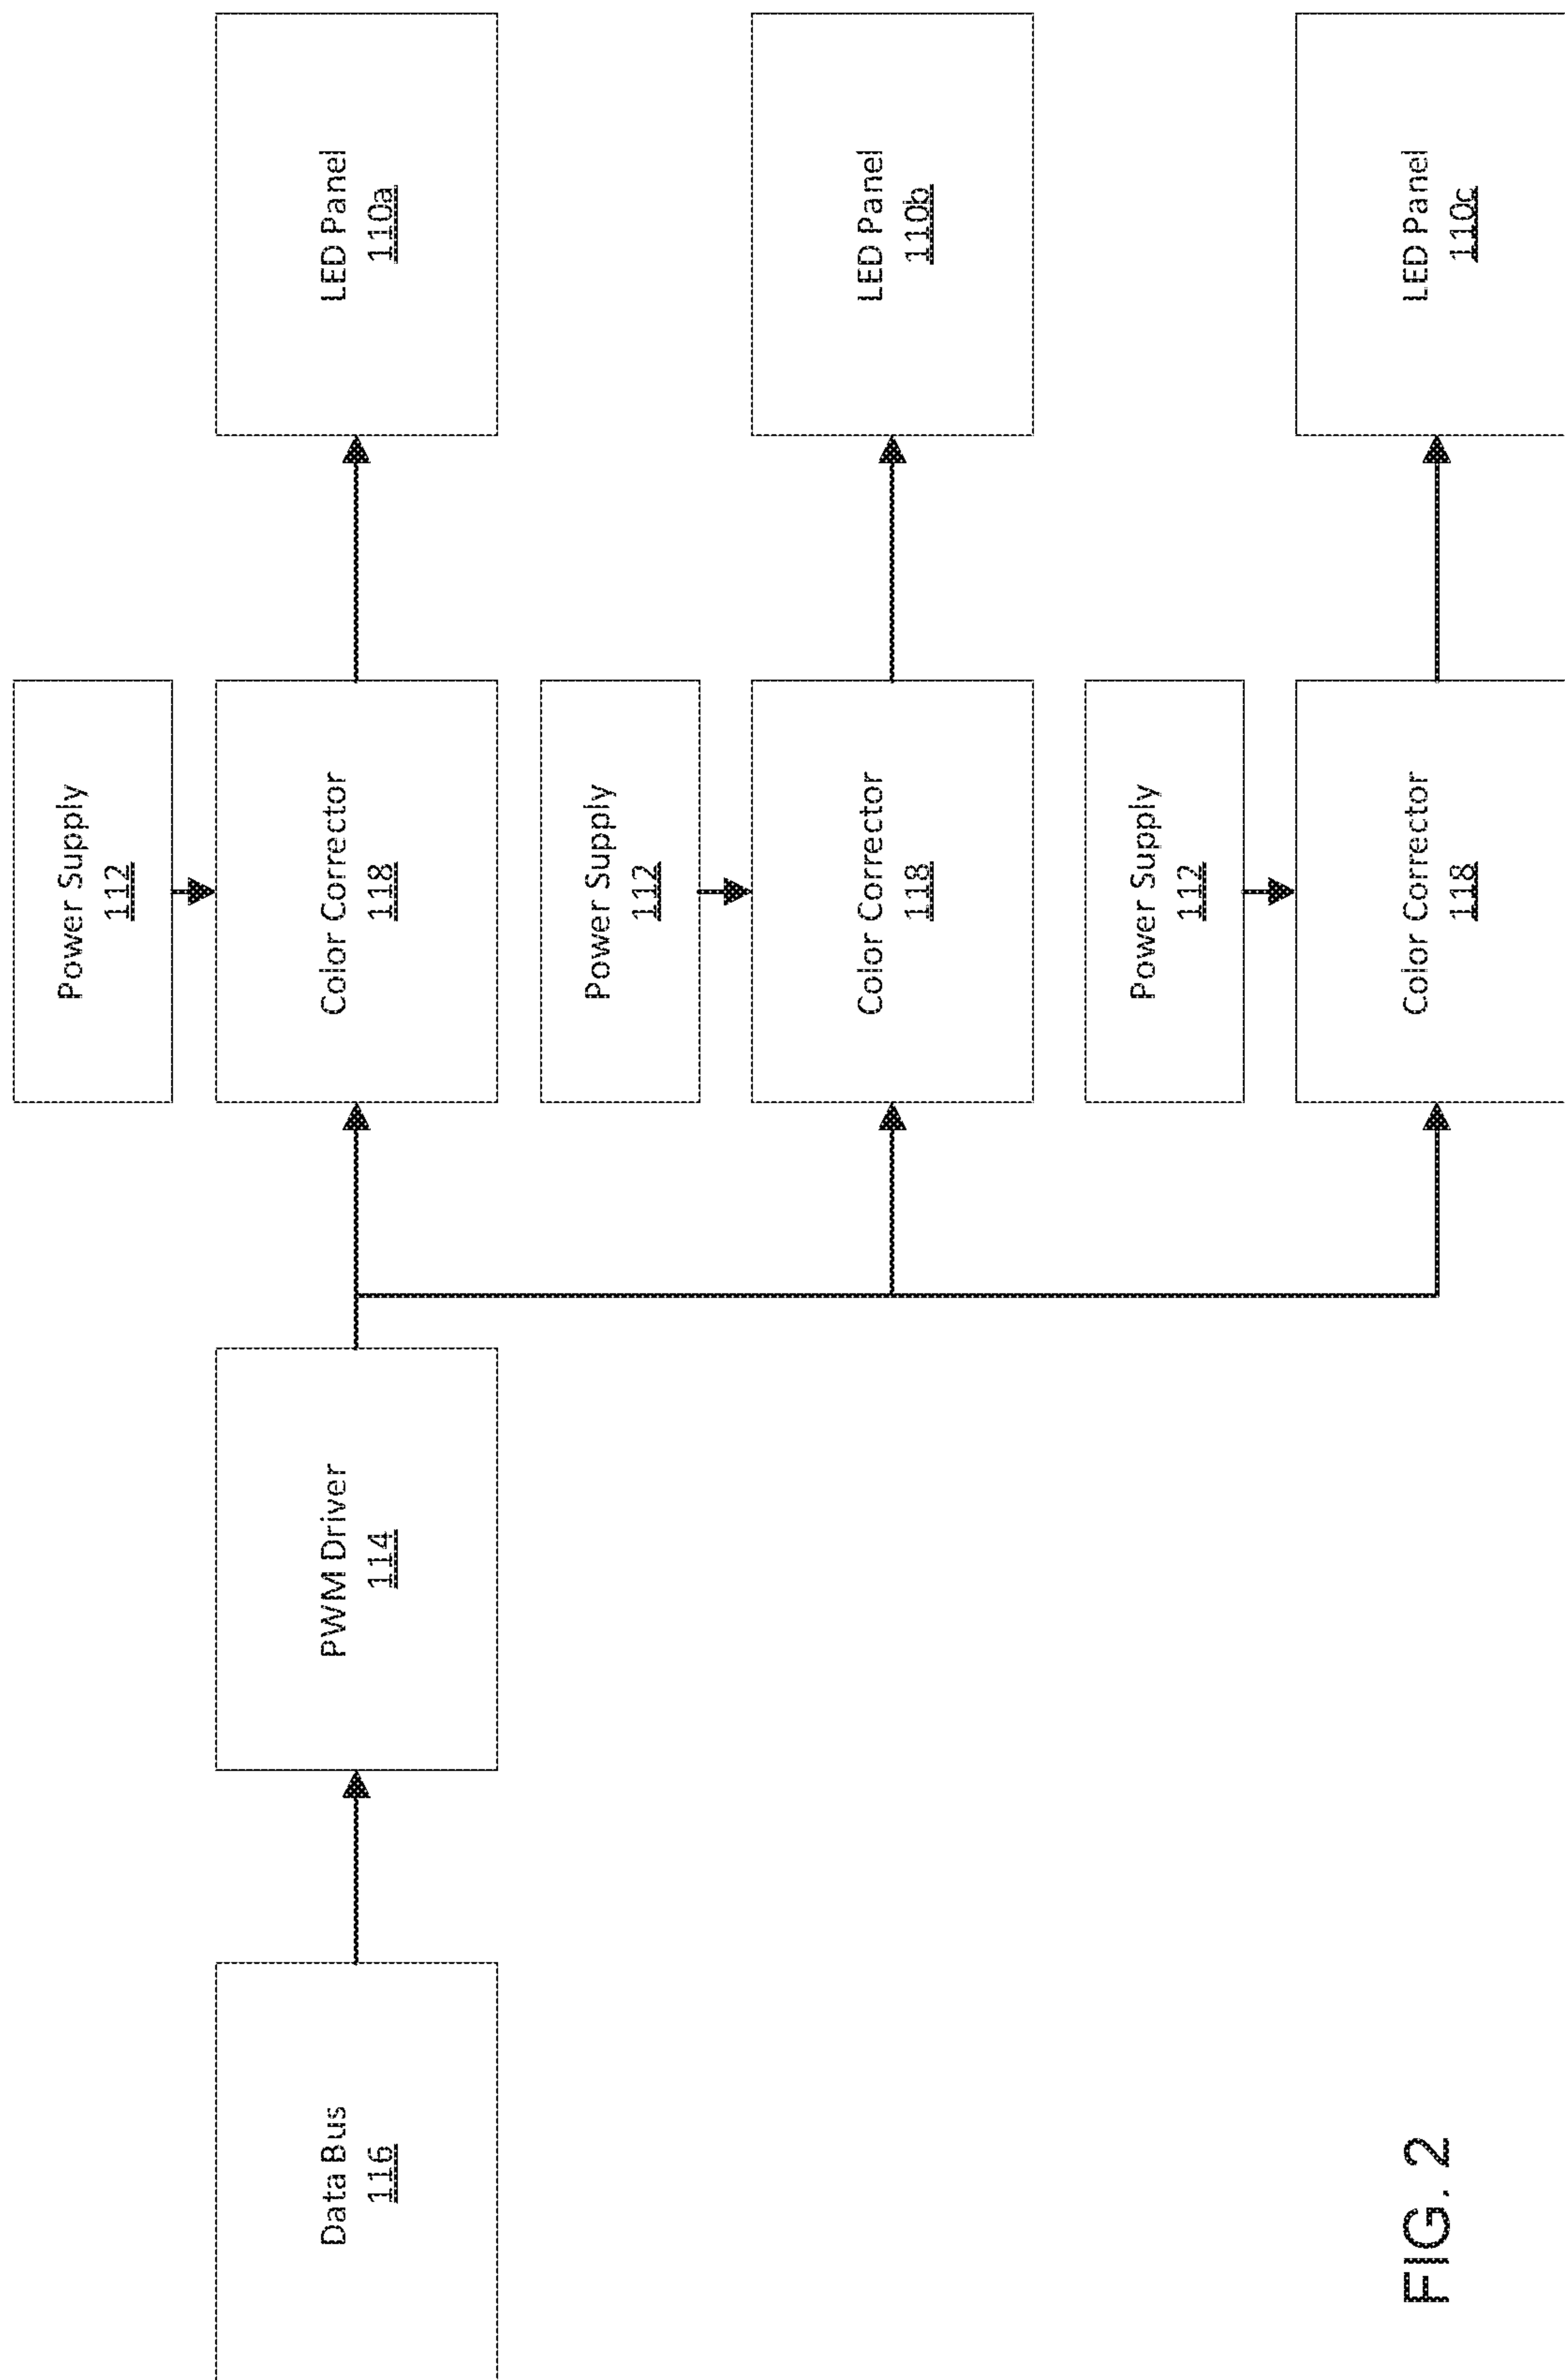 Power Supply
112
Power Supply
112
Power Supply
112
Data Bus
116
PWM Driver
114
Color Corrector
118
LED Panel
110a
Color Corrector
118
LED Panel
110b
Color Corrector
118
LED Panel
110c
FIG. 2